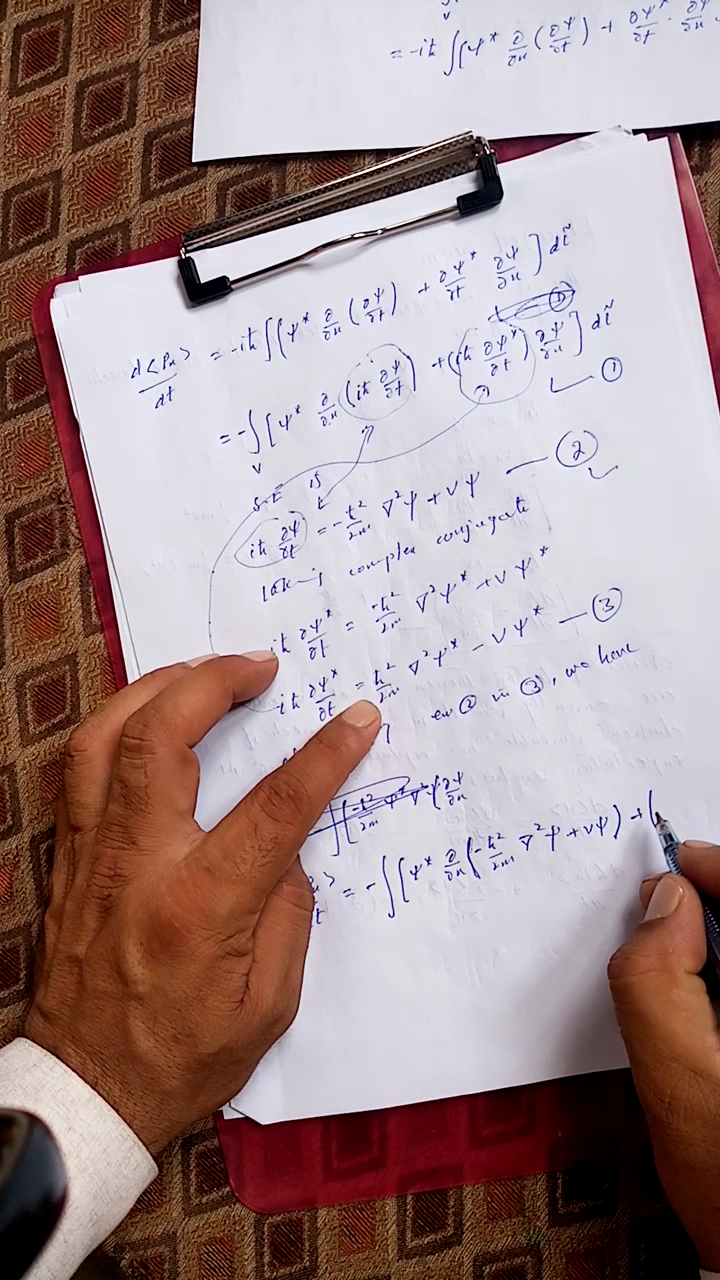 = -iħ ∫[ψ* ∂/∂x (∂ψ/∂t) + ∂ψ*/∂t · ∂ψ/∂x
d<Px>/dt = -iħ ∫[ψ* ∂/∂x (∂ψ/∂t) + ∂ψ*/∂t ∂ψ/∂x] dτ
= -∫[ψ* ∂/∂x (iħ ∂ψ/∂t) + (iħ ∂ψ*/∂t) ∂ψ/∂x] dτ — ①
V
S.E is
iħ ∂ψ/∂t = -ħ²/2m ∇²ψ + Vψ — ②
taking complex conjugate
iħ ∂ψ*/∂t = -ħ²/2m ∇²ψ* + Vψ*
iħ ∂ψ*/∂t = ħ²/2m ∇²ψ* - Vψ* — ③
eq ② in ③, we have
∂ψ/∂x
= -∫[ψ* ∂/∂x (-ħ²/2m ∇²ψ + Vψ) + (